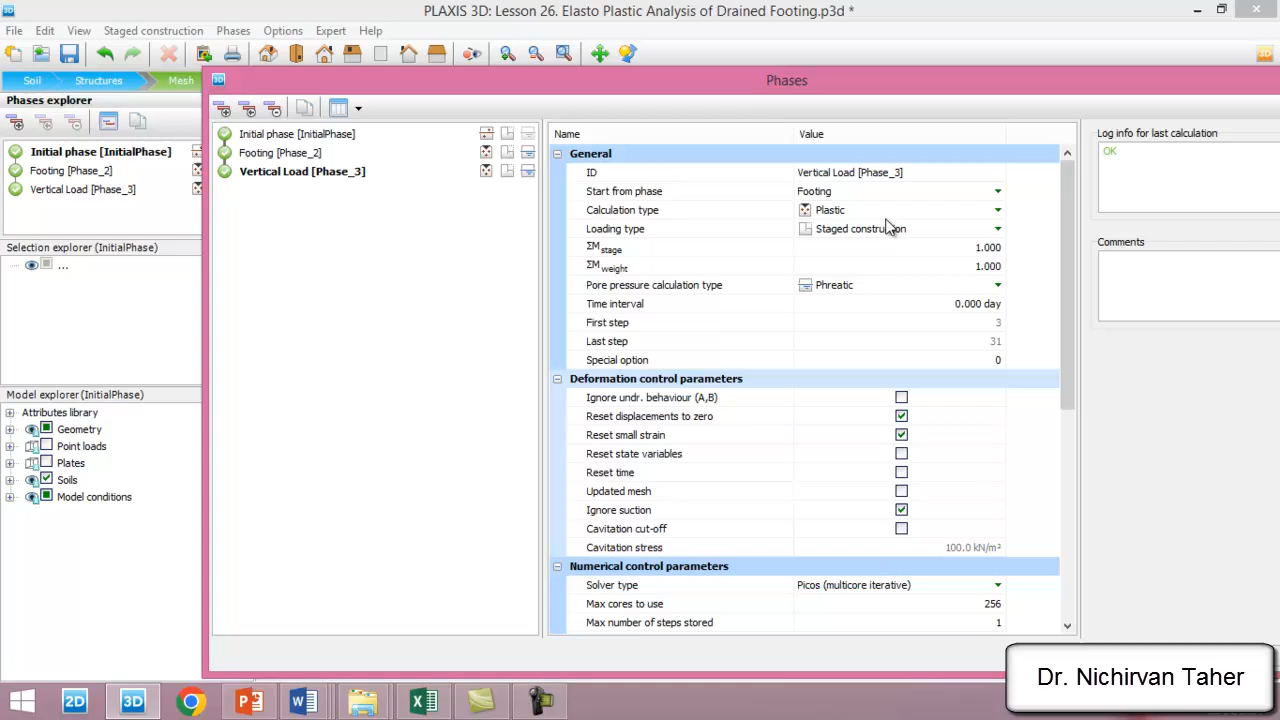 PLAXIS 3D: Lesson 26. Elasto Plastic Analysis of Drained Footing.p3d *
File Edit View Staged construction Phases Options Expert Help
Soil Structures Mesh
Phases explorer
Initial phase [InitialPhase]
Footing [Phase_2]
Vertical Load [Phase_3]
Selection explorer (InitialPhase)
...
Model explorer (InitialPhase)
Attributes library
Geometry
Point loads
Plates
Soils
Model conditions
3D
Phases
Initial phase [InitialPhase]
Footing [Phase_2]
Vertical Load [Phase_3]
Name Value
General
ID Vertical Load [Phase_3]
Start from phase Footing
Calculation type Plastic
Loading type Staged construction
ΣM stage 1.000
ΣM weight 1.000
Pore pressure calculation type Phreatic
Time interval 0.000 day
First step 3
Last step 31
Special option 0
Deformation control parameters
Ignore undr. behaviour (A,B)
Reset displacements to zero
Reset small strain
Reset state variables
Reset time
Updated mesh
Ignore suction
Cavitation cut-off
Cavitation stress 100.0 kN/m²
Numerical control parameters
Solver type Picos (multicore iterative)
Max cores to use 256
Max number of steps stored 1
Log info for last calculation
OK
Comments
2D 3D
Dr. Nichirvan Taher